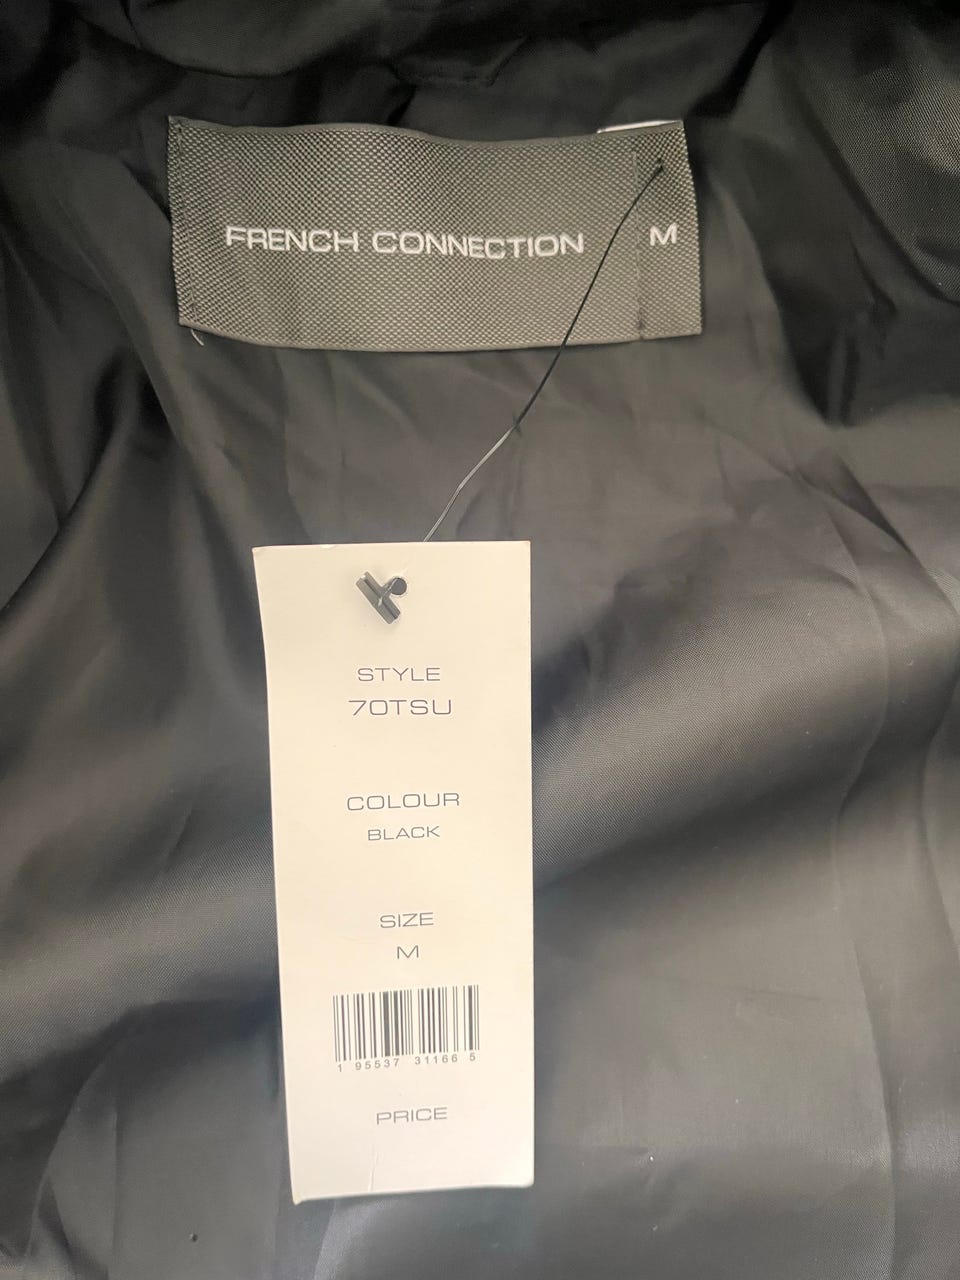 FRENCH CONNECTION M
STYLE
70TSU
COLOUR
BLACK
SIZE
M
1 95537 31166 5
PRICE